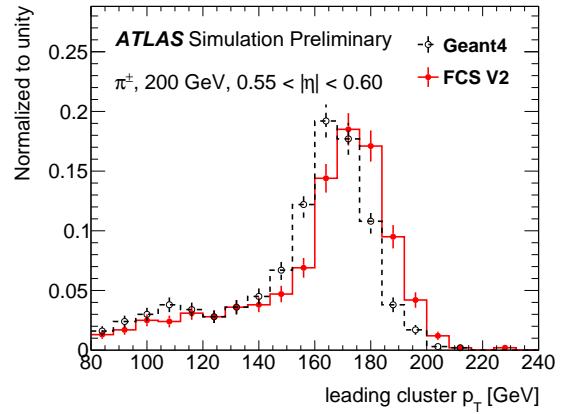 ATLAS Simulation Preliminary
π±, 200 GeV, 0.55 < |η| < 0.60
Geant4
FCS V2
Normalized to unity
0.25
0.2
0.15
0.1
0.05
0
80 100 120 140 160 180 200 220 240
leading cluster p_T [GeV]